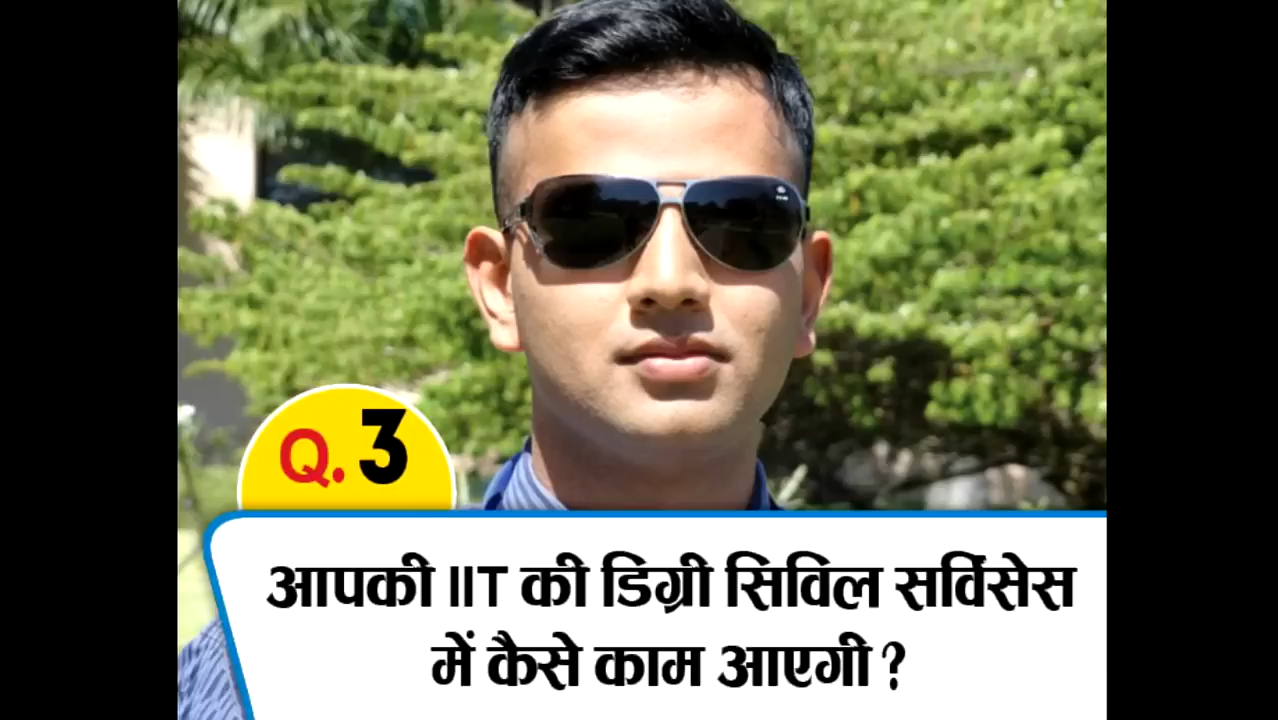 Q. 3
आपकी IIT की डिग्री सिविल सर्विसेस
में कैसे काम आएगी ?